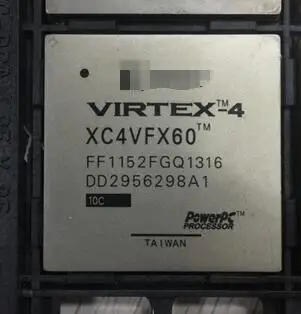 VIRTEX™-4
XC4VFX60™
FF1152FGQ1316
DD2956298A1
10C
PowerPC™
PROCESSOR
TAIWAN